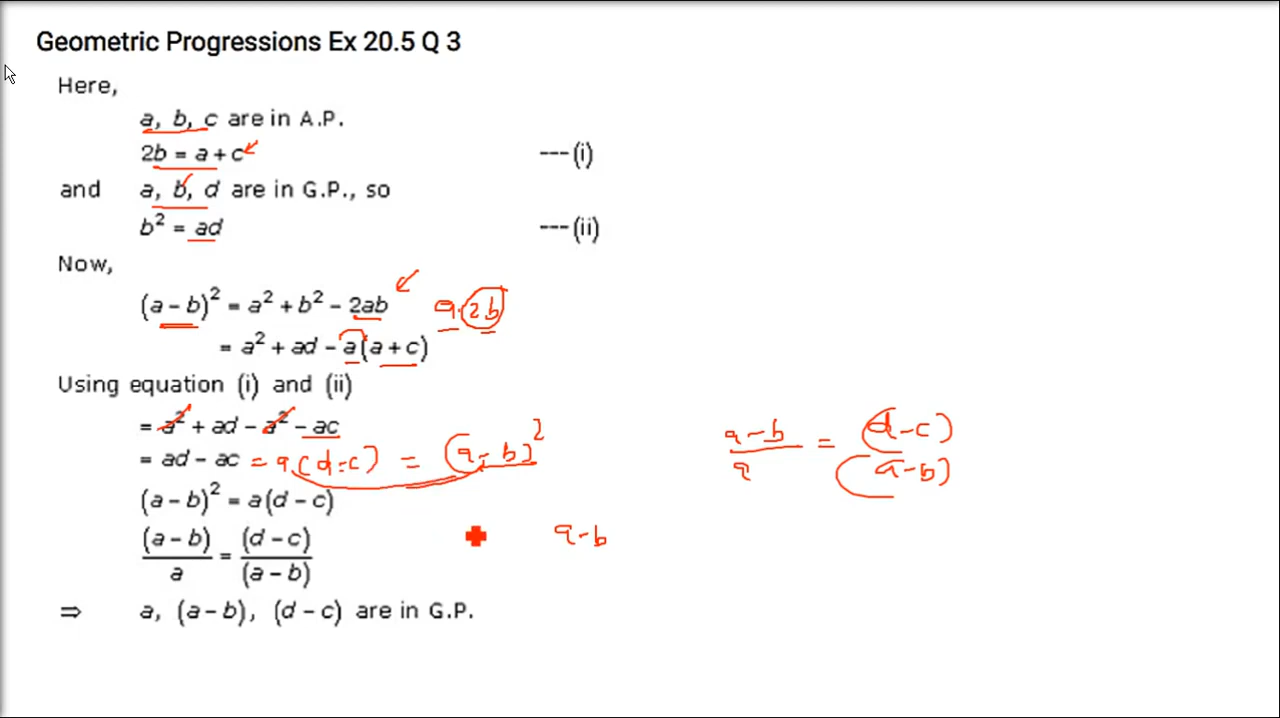 Geometric Progressions Ex 20.5 Q 3
Here,
a, b, c are in A.P.
2b = a + c ---(i)
and a, b, d are in G.P., so
b² = ad ---(ii)
Now,
(a − b)² = a² + b² − 2ab a·2b
= a² + ad − a(a + c)
Using equation (i) and (ii)
= a² + ad − a² − ac
= ad − ac = a(d−c) = (a−b)²
a−b/a = (d−c)/(a−b)
(a − b)² = a(d − c)
(a − b)/a = (d − c)/(a − b) a−b
⇒ a, (a − b), (d − c) are in G.P.